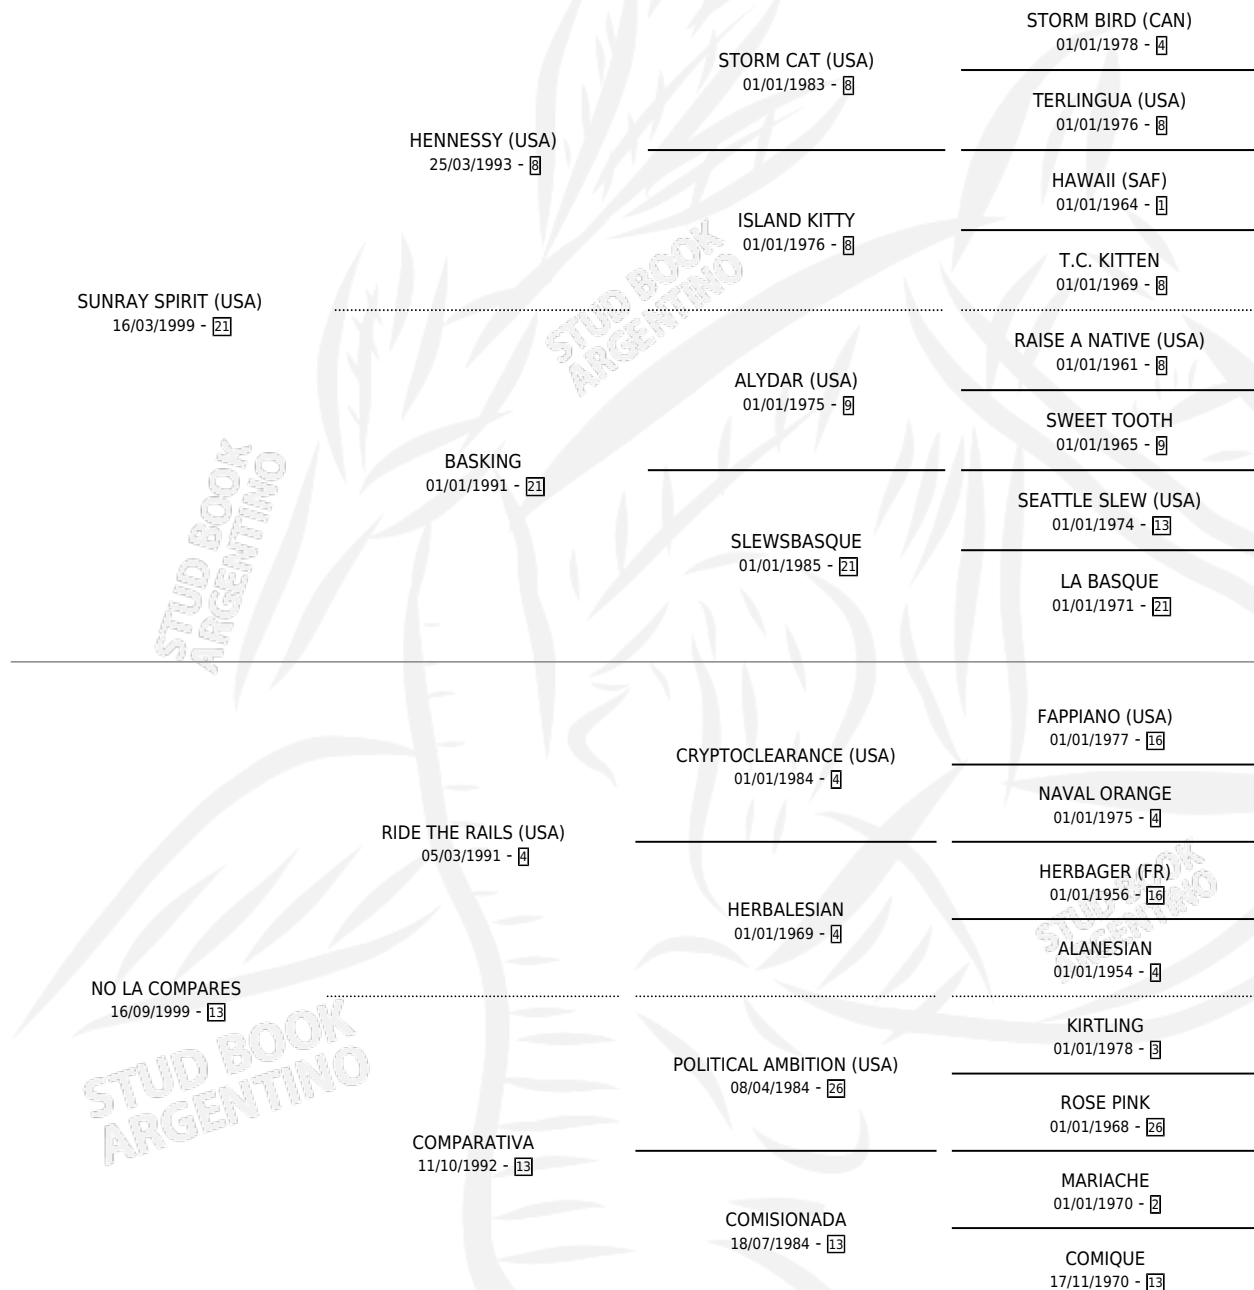 STORM BIRD (CAN)
01/01/1978 - 4
STORM CAT (USA)
01/01/1983 - 8
TERLINGUA (USA)
01/01/1976 - 8
HENNESSY (USA)
25/03/1993 - 8
HAWAII (SAF)
01/01/1964 - 1
ISLAND KITTY
01/01/1976 - 8
T.C. KITTEN
01/01/1969 - 8
SUNRAY SPIRIT (USA)
16/03/1999 - 21
RAISE A NATIVE (USA)
01/01/1961 - 8
ALYDAR (USA)
01/01/1975 - 9
SWEET TOOTH
01/01/1965 - 9
BASKING
01/01/1991 - 21
SEATTLE SLEW (USA)
01/01/1974 - 13
SLEWSBASQUE
01/01/1985 - 21
LA BASQUE
01/01/1971 - 21
FAPPIANO (USA)
01/01/1977 - 16
CRYPTOCLEARANCE (USA)
01/01/1984 - 4
NAVAL ORANGE
01/01/1975 - 4
RIDE THE RAILS (USA)
05/03/1991 - 4
HERBAGER (FR)
01/01/1956 - 16
HERBALESIAN
01/01/1969 - 4
ALANESIAN
01/01/1954 - 4
NO LA COMPARES
16/09/1999 - 13
KIRTLING
01/01/1978 - 3
POLITICAL AMBITION (USA)
08/04/1984 - 26
ROSE PINK
01/01/1968 - 26
COMPARATIVA
11/10/1992 - 13
MARIACHE
01/01/1970 - 2
COMISIONADA
18/07/1984 - 13
COMIQUE
17/11/1970 - 13
STUD BOOK
ARGENTINO
STUD BOOK
ARGENTINO
STUD BOOK
ARGENTINO
STUD BOOK
ARGENTINO